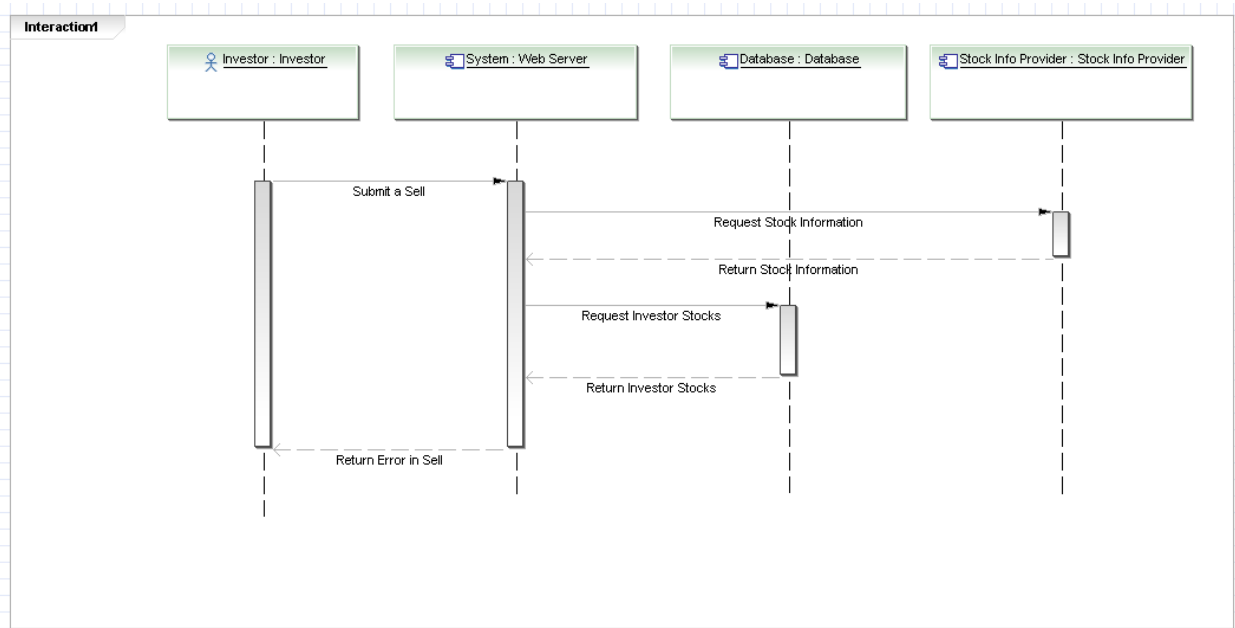 Interaction1
Investor : Investor
System : Web Server
Database : Database
Stock Info Provider : Stock Info Provider
Submit a Sell
Request Stock Information
Return Stock Information
Request Investor Stocks
Return Investor Stocks
Return Error in Sell